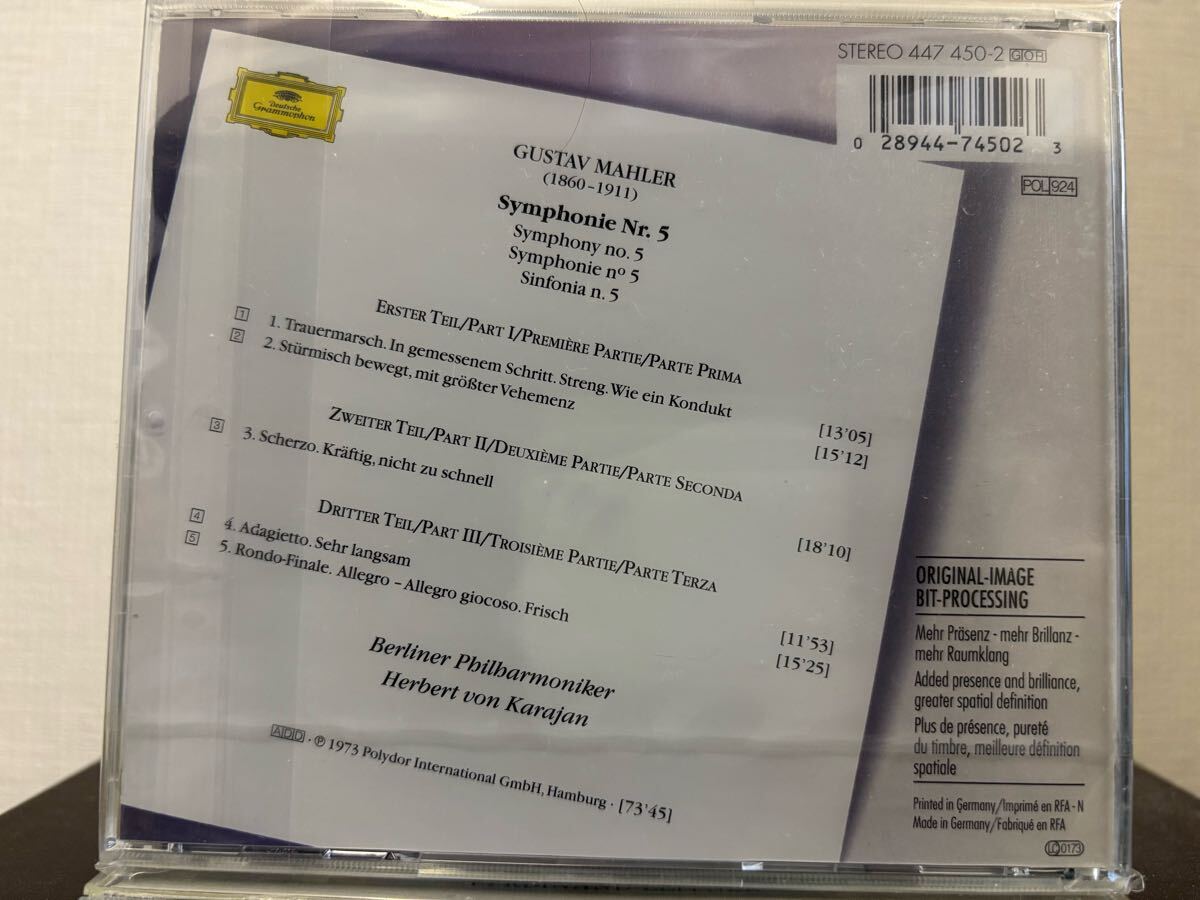 STEREO 447 450-2 GOR
0 28944-74502 3
POL 924
Deutsche
Grammophon
GUSTAV MAHLER
(1860–1911)
Symphonie Nr. 5
Symphony no. 5
Symphonie nº 5
Sinfonia n. 5
ERSTER TEIL/PART I/PREMIÈRE PARTIE/PARTE PRIMA
1 1. Trauermarsch. In gemessenem Schritt. Streng. Wie ein Kondukt [13'05]
2 2. Stürmisch bewegt, mit größter Vehemenz [15'12]
ZWEITER TEIL/PART II/DEUXIÈME PARTIE/PARTE SECONDA
3 3. Scherzo. Kräftig, nicht zu schnell [18'10]
DRITTER TEIL/PART III/TROISIÈME PARTIE/PARTE TERZA
4 4. Adagietto. Sehr langsam [11'53]
5 5. Rondo-Finale. Allegro – Allegro giocoso. Frisch [15'25]
Berliner Philharmoniker
Herbert von Karajan
ADD · ℗ 1973 Polydor International GmbH, Hamburg · [73'45]
ORIGINAL-IMAGE
BIT-PROCESSING
Mehr Präsenz - mehr Brillanz -
mehr Raumklang
Added presence and brilliance,
greater spatial definition
Plus de présence, pureté
du timbre, meilleure définition
spatiale
Printed in Germany/Imprimé en RFA - N
Made in Germany/Fabriqué en RFA
LC 0173